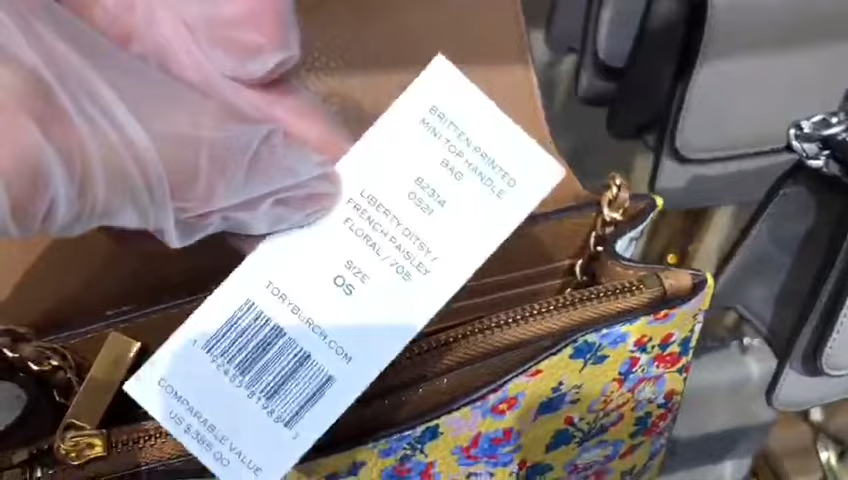 BRITTEN PRINTED
MINI TOP HANDLE
BAG
82314
0521
LIBERTY DITSY /
FRENCH PAISLEY
FLORAL / 705
SIZE
OS
TORYBURCH.COM
COMPARABLE VALUE
US $398.00